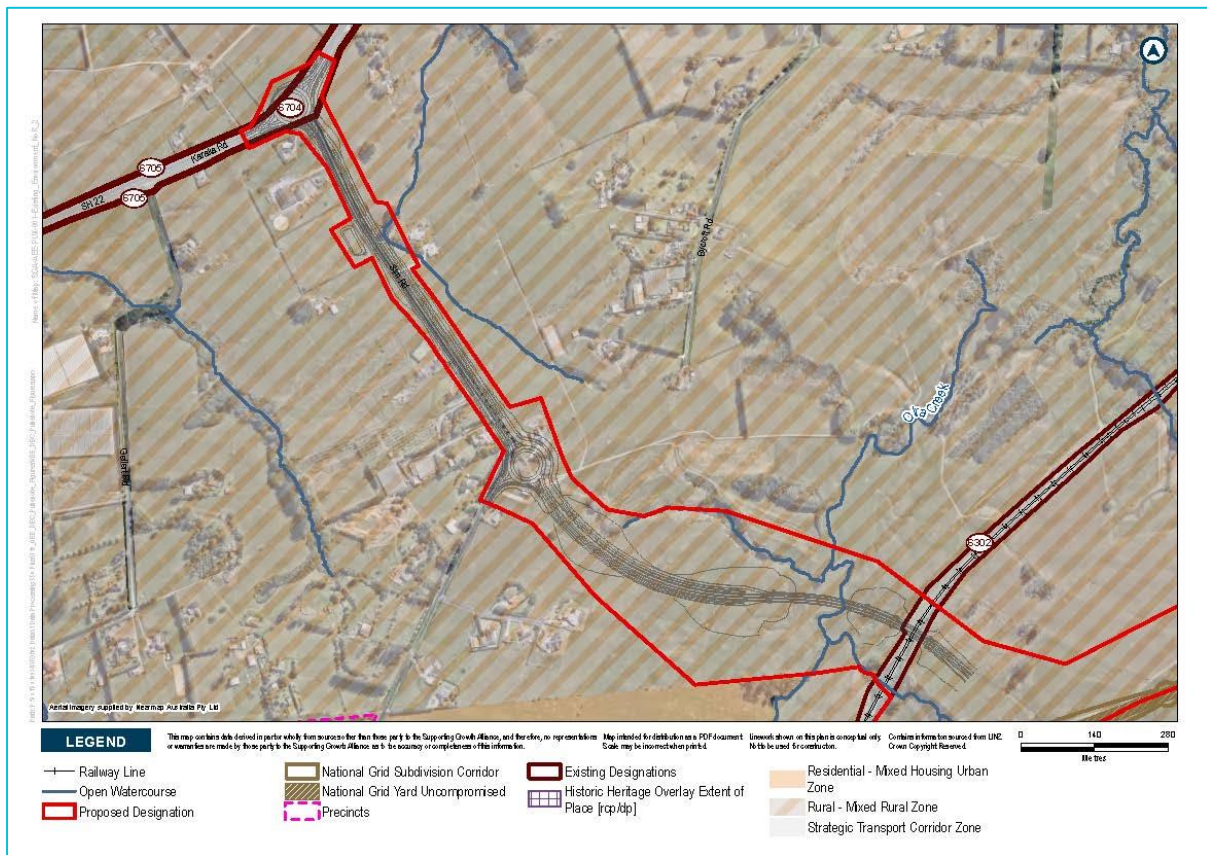 6704
Karaka Rd
6705
SH 22
6705
Sim Rd
Bycroft Rd
Creek
6302
Aerial Imagery supplied by Nearmap Australia Pty Ltd
LEGEND
This map contains data derived in part or wholly from sources other than those party to the Supporting Growth Alliance, and therefore, no representations
or warranties are made by those party to the Supporting Growth Alliance as to the accuracy or completeness of this information.
Map intended for distribution as a PDF document.
Scale may be incorrect when printed.
Linework shown on this plan is conceptual only.
Not to be used for construction.
Contains information sourced from LINZ.
Crown Copyright Reserved.
0 140 280
Metres
Railway Line
Open Watercourse
Proposed Designation
National Grid Subdivision Corridor
National Grid Yard Uncompromised
Precincts
Existing Designations
Historic Heritage Overlay Extent of
Place [rcp/dp]
Residential - Mixed Housing Urban
Zone
Rural - Mixed Rural Zone
Strategic Transport Corridor Zone